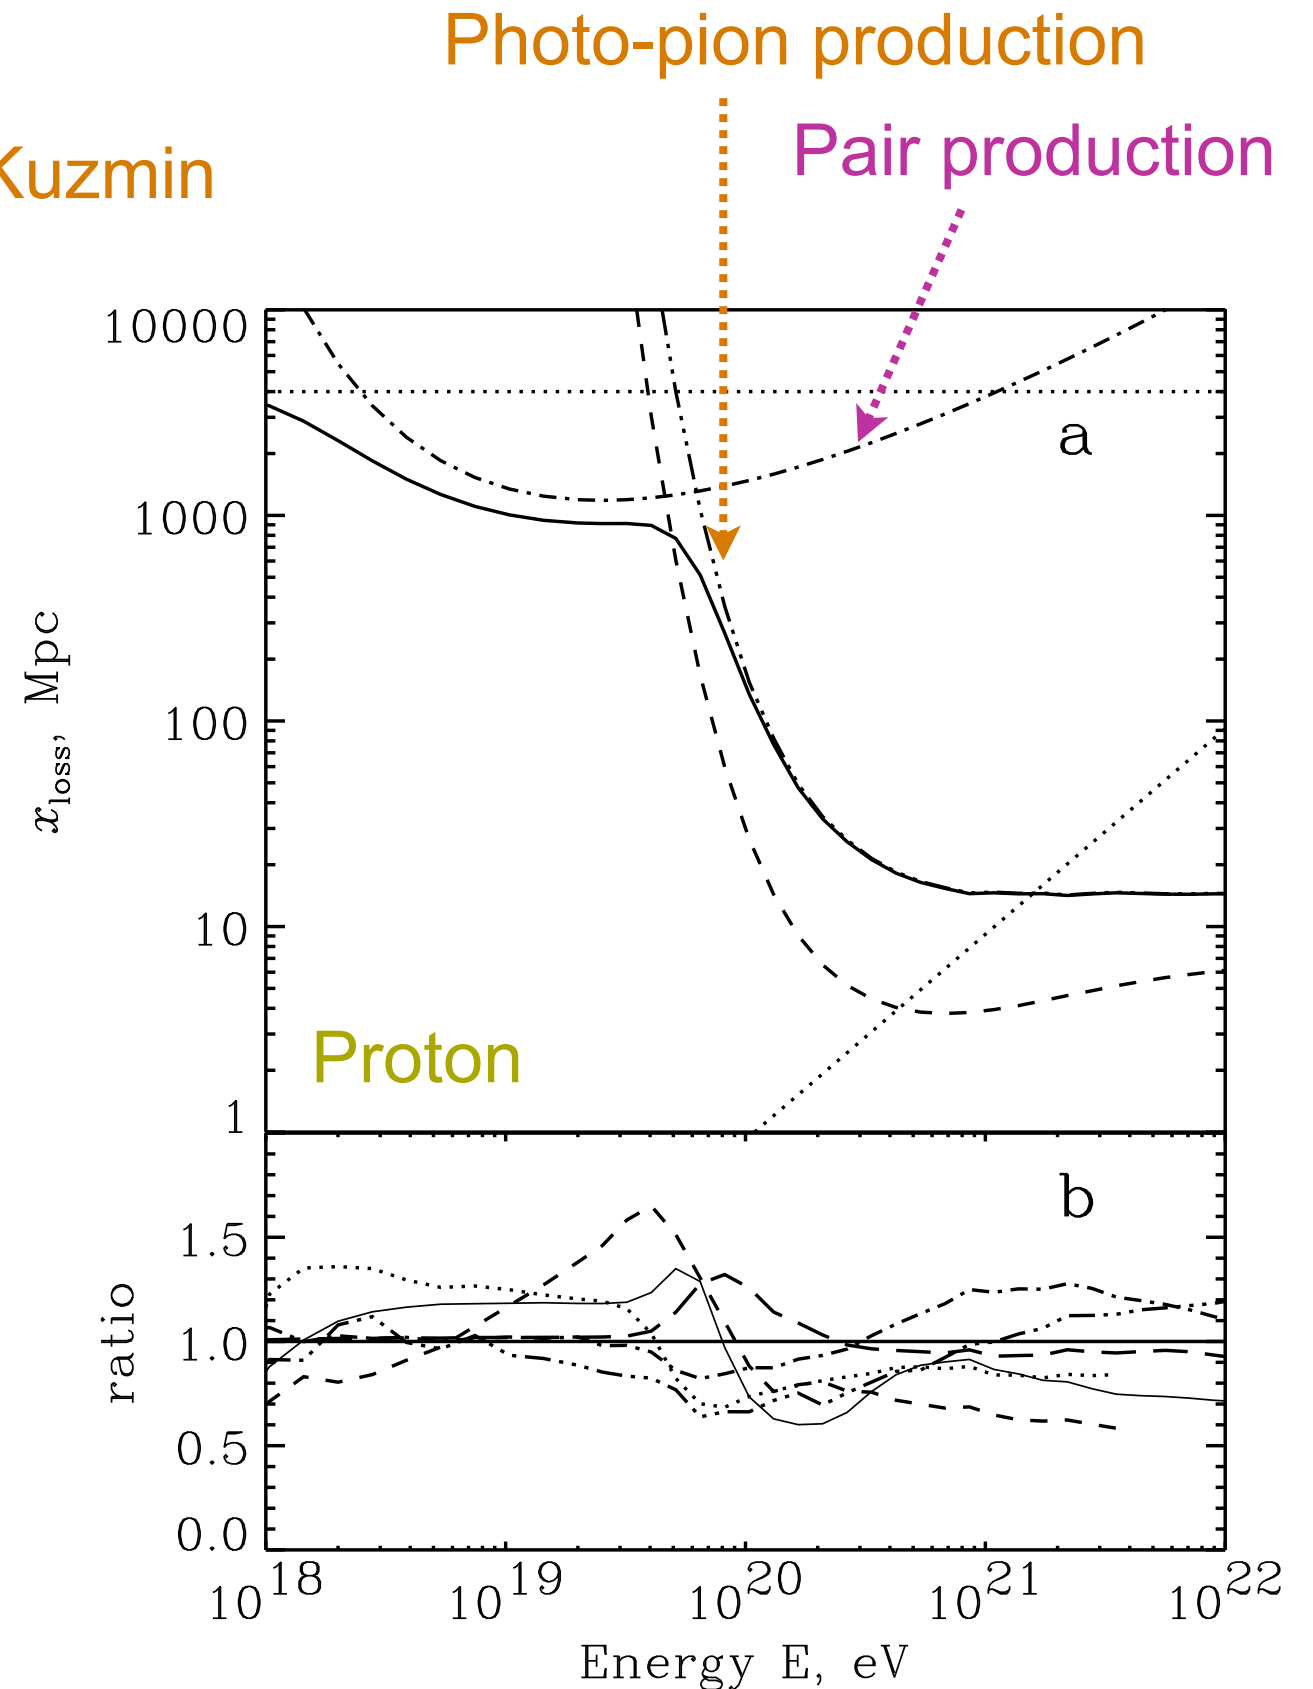 Photo-pion production
Pair production
Kuzmin
10000
1000
100
10
1
x_loss, Mpc
a
Proton
b
1.5
1.0
0.5
0.0
ratio
10^18 10^19 10^20 10^21 10^22
Energy E, eV